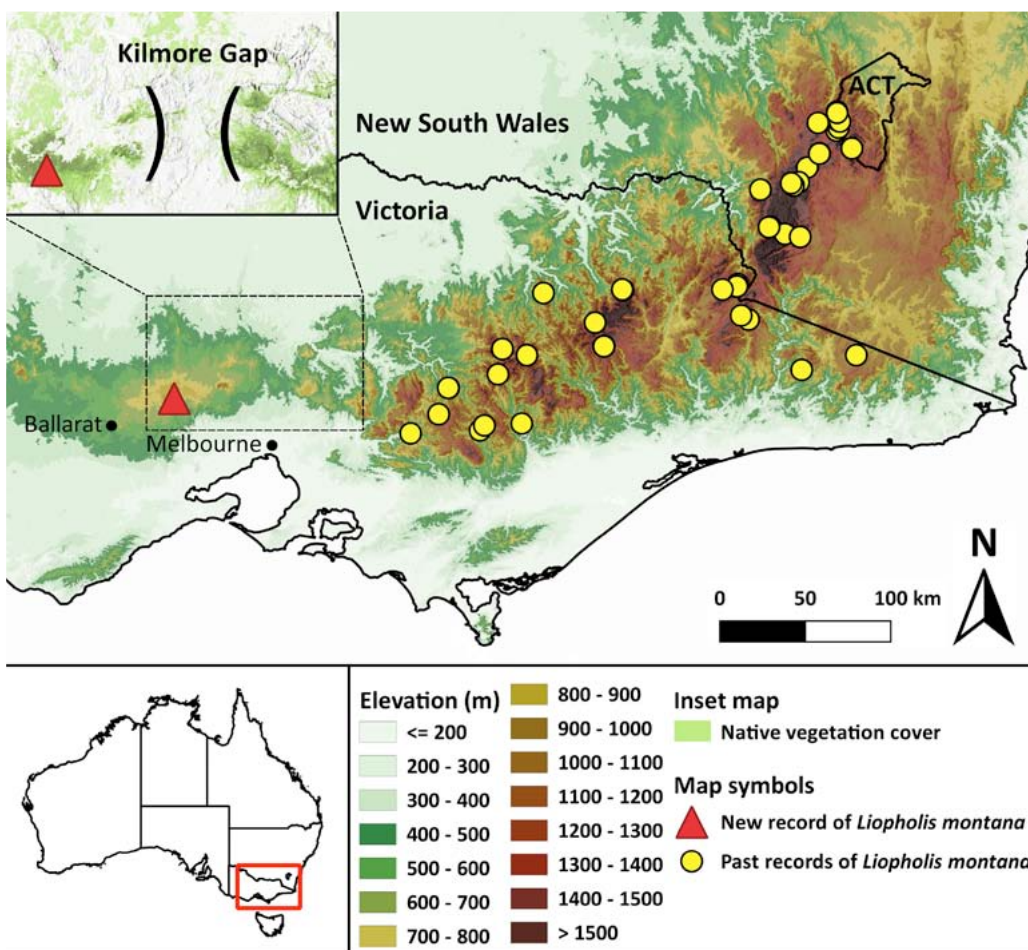 Kilmore Gap
New South Wales
ACT
Victoria
Ballarat
Melbourne
N
0 50 100 km
Elevation (m)
<= 200
200 - 300
300 - 400
400 - 500
500 - 600
600 - 700
700 - 800
800 - 900
900 - 1000
1000 - 1100
1100 - 1200
1200 - 1300
1300 - 1400
1400 - 1500
> 1500
Inset map
Native vegetation cover
Map symbols
New record of Liopholis montana
Past records of Liopholis montana